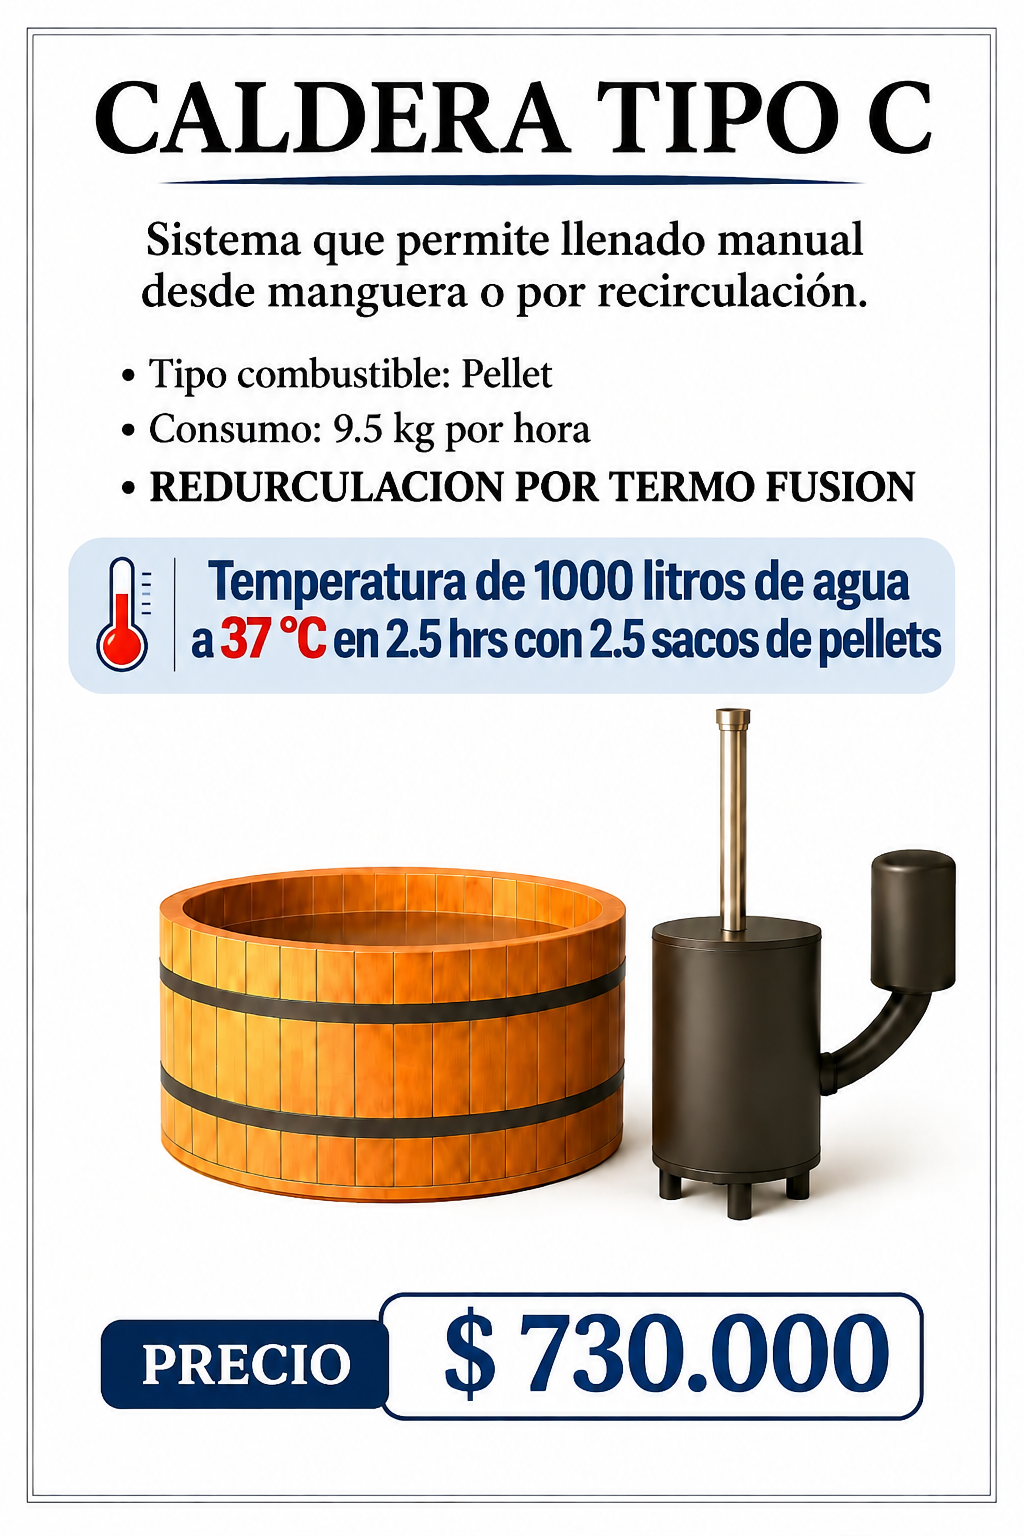 CALDERA TIPO C
Sistema que permite llenado manual
desde manguera o por recirculación.
• Tipo combustible: Pellet
• Consumo: 9.5 kg por hora
• REDURCULACION POR TERMO FUSION
Temperatura de 1000 litros de agua
a 37 °C en 2.5 hrs con 2.5 sacos de pellets
PRECIO
$ 730.000